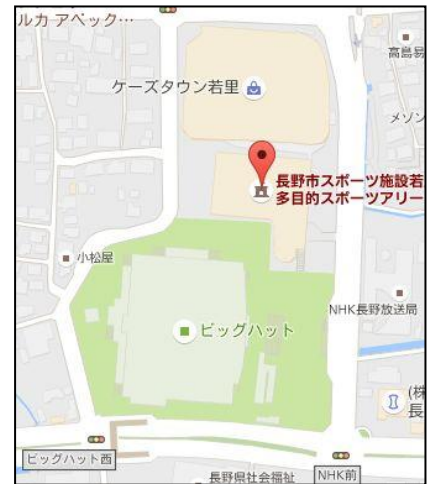 ルカ アベック…
高島易
ケーズタウン若里
メゾン
長野市スポーツ施設若
多目的スポーツアリー
小松屋
NHK長野放送局
ビッグハット
(株
長
ビッグハット西
長野県社会福祉
NHK前